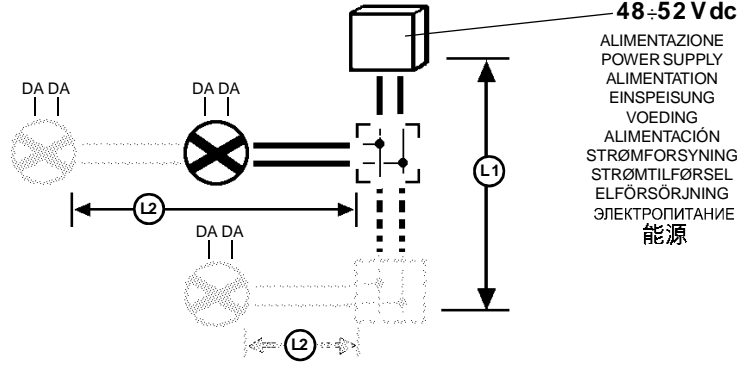 48÷52 V dc
ALIMENTAZIONE
POWER SUPPLY
ALIMENTATION
EINSPEISUNG
VOEDING
ALIMENTACIÓN
STRØMFORSYNING
STRØMTILFØRSEL
ELFÖRSÖRJNING
ЭЛЕКТРОПИТАНИЕ
能源
DA DA
DA DA
L1
L2
DA DA
L2